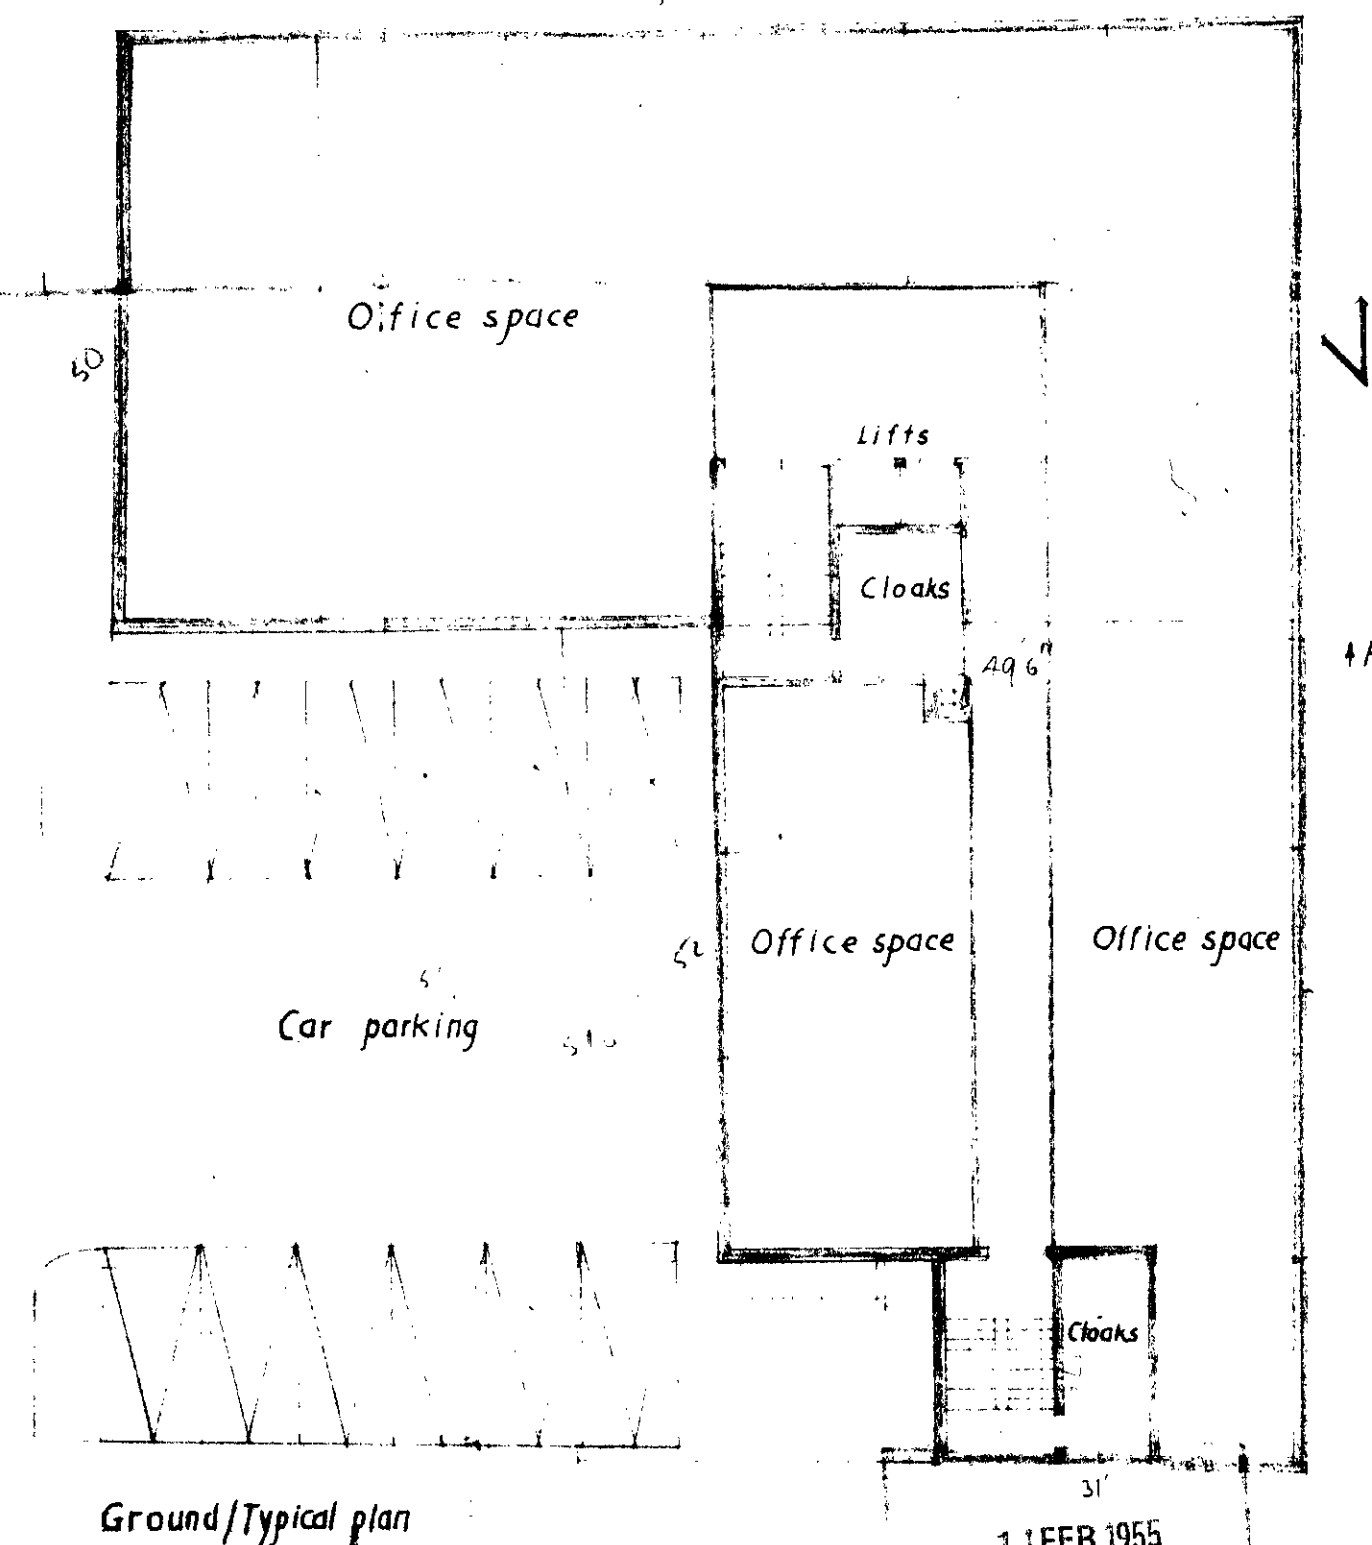 Office space
50
Lifts
Cloaks
49' 6"
52
Office space
Office space
Car parking
Cloaks
31'
Ground/Typical plan
FEB 1955